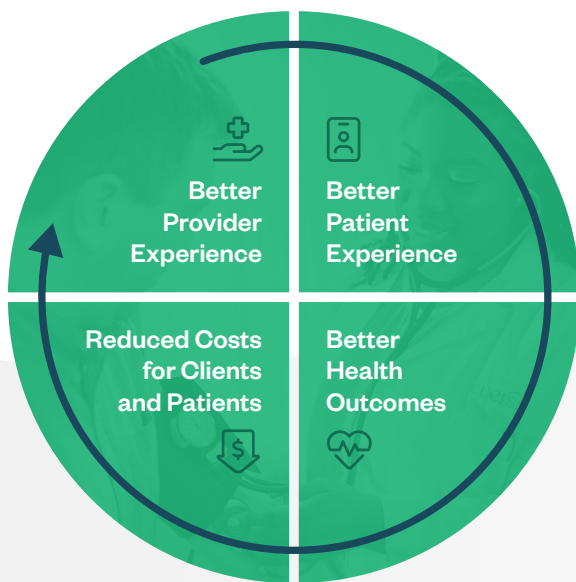 Better
Provider
Experience
Better
Patient
Experience
Reduced Costs
for Clients
and Patients
$
Better
Health
Outcomes